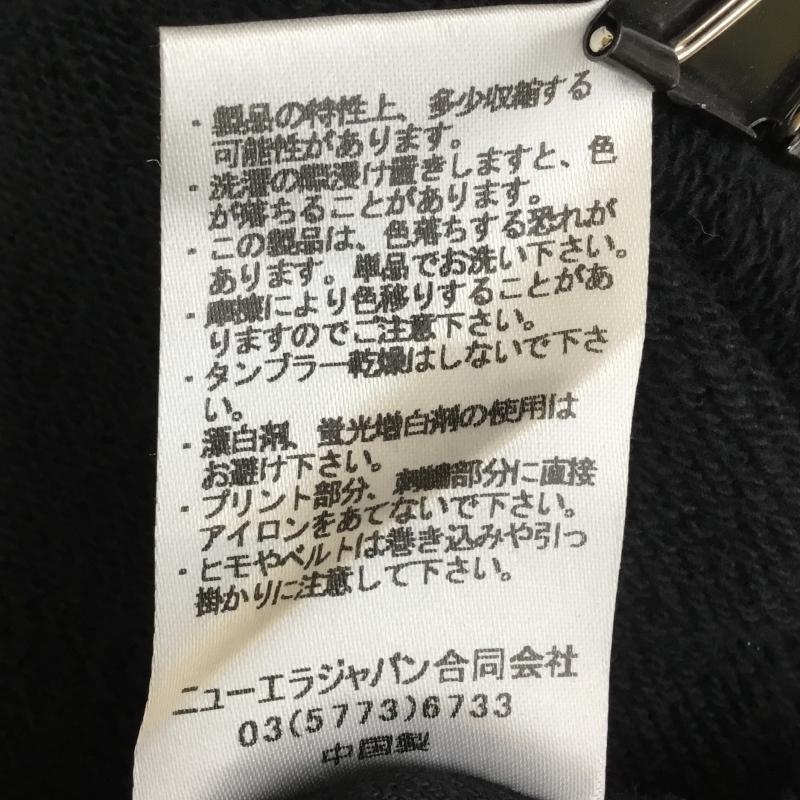 ・製品の特性上、多少収縮する
可能性があります。
・洗濯の際浸け置きしますと、色
が落ちることがあります。
・この製品は、色落ちする恐れが
あります。単品でお洗い下さい。
・摩擦により色移りすることがあ
りますのでご注意下さい。
・タンブラー乾燥はしないで下さ
い。
・漂白剤、蛍光増白剤の使用は
お避け下さい。
・プリント部分、刺繍部分に直接
アイロンをあてないで下さい。
・ヒモやベルトは巻き込みや引っ
掛かりに注意して下さい。
ニューエラジャパン合同会社
03(5773)6733
中国製